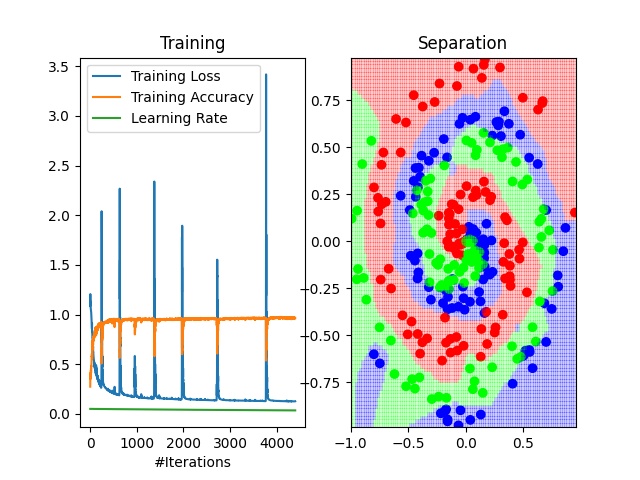 Training
3.5
3.0
2.5
2.0
1.5
1.0
0.5
0.0
Training Loss
Training Accuracy
Learning Rate
0 1000 2000 3000 4000
#Iterations
Separation
0.75
0.50
0.25
0.00
−0.25
−0.50
−0.75
−1.0 −0.5 0.0 0.5